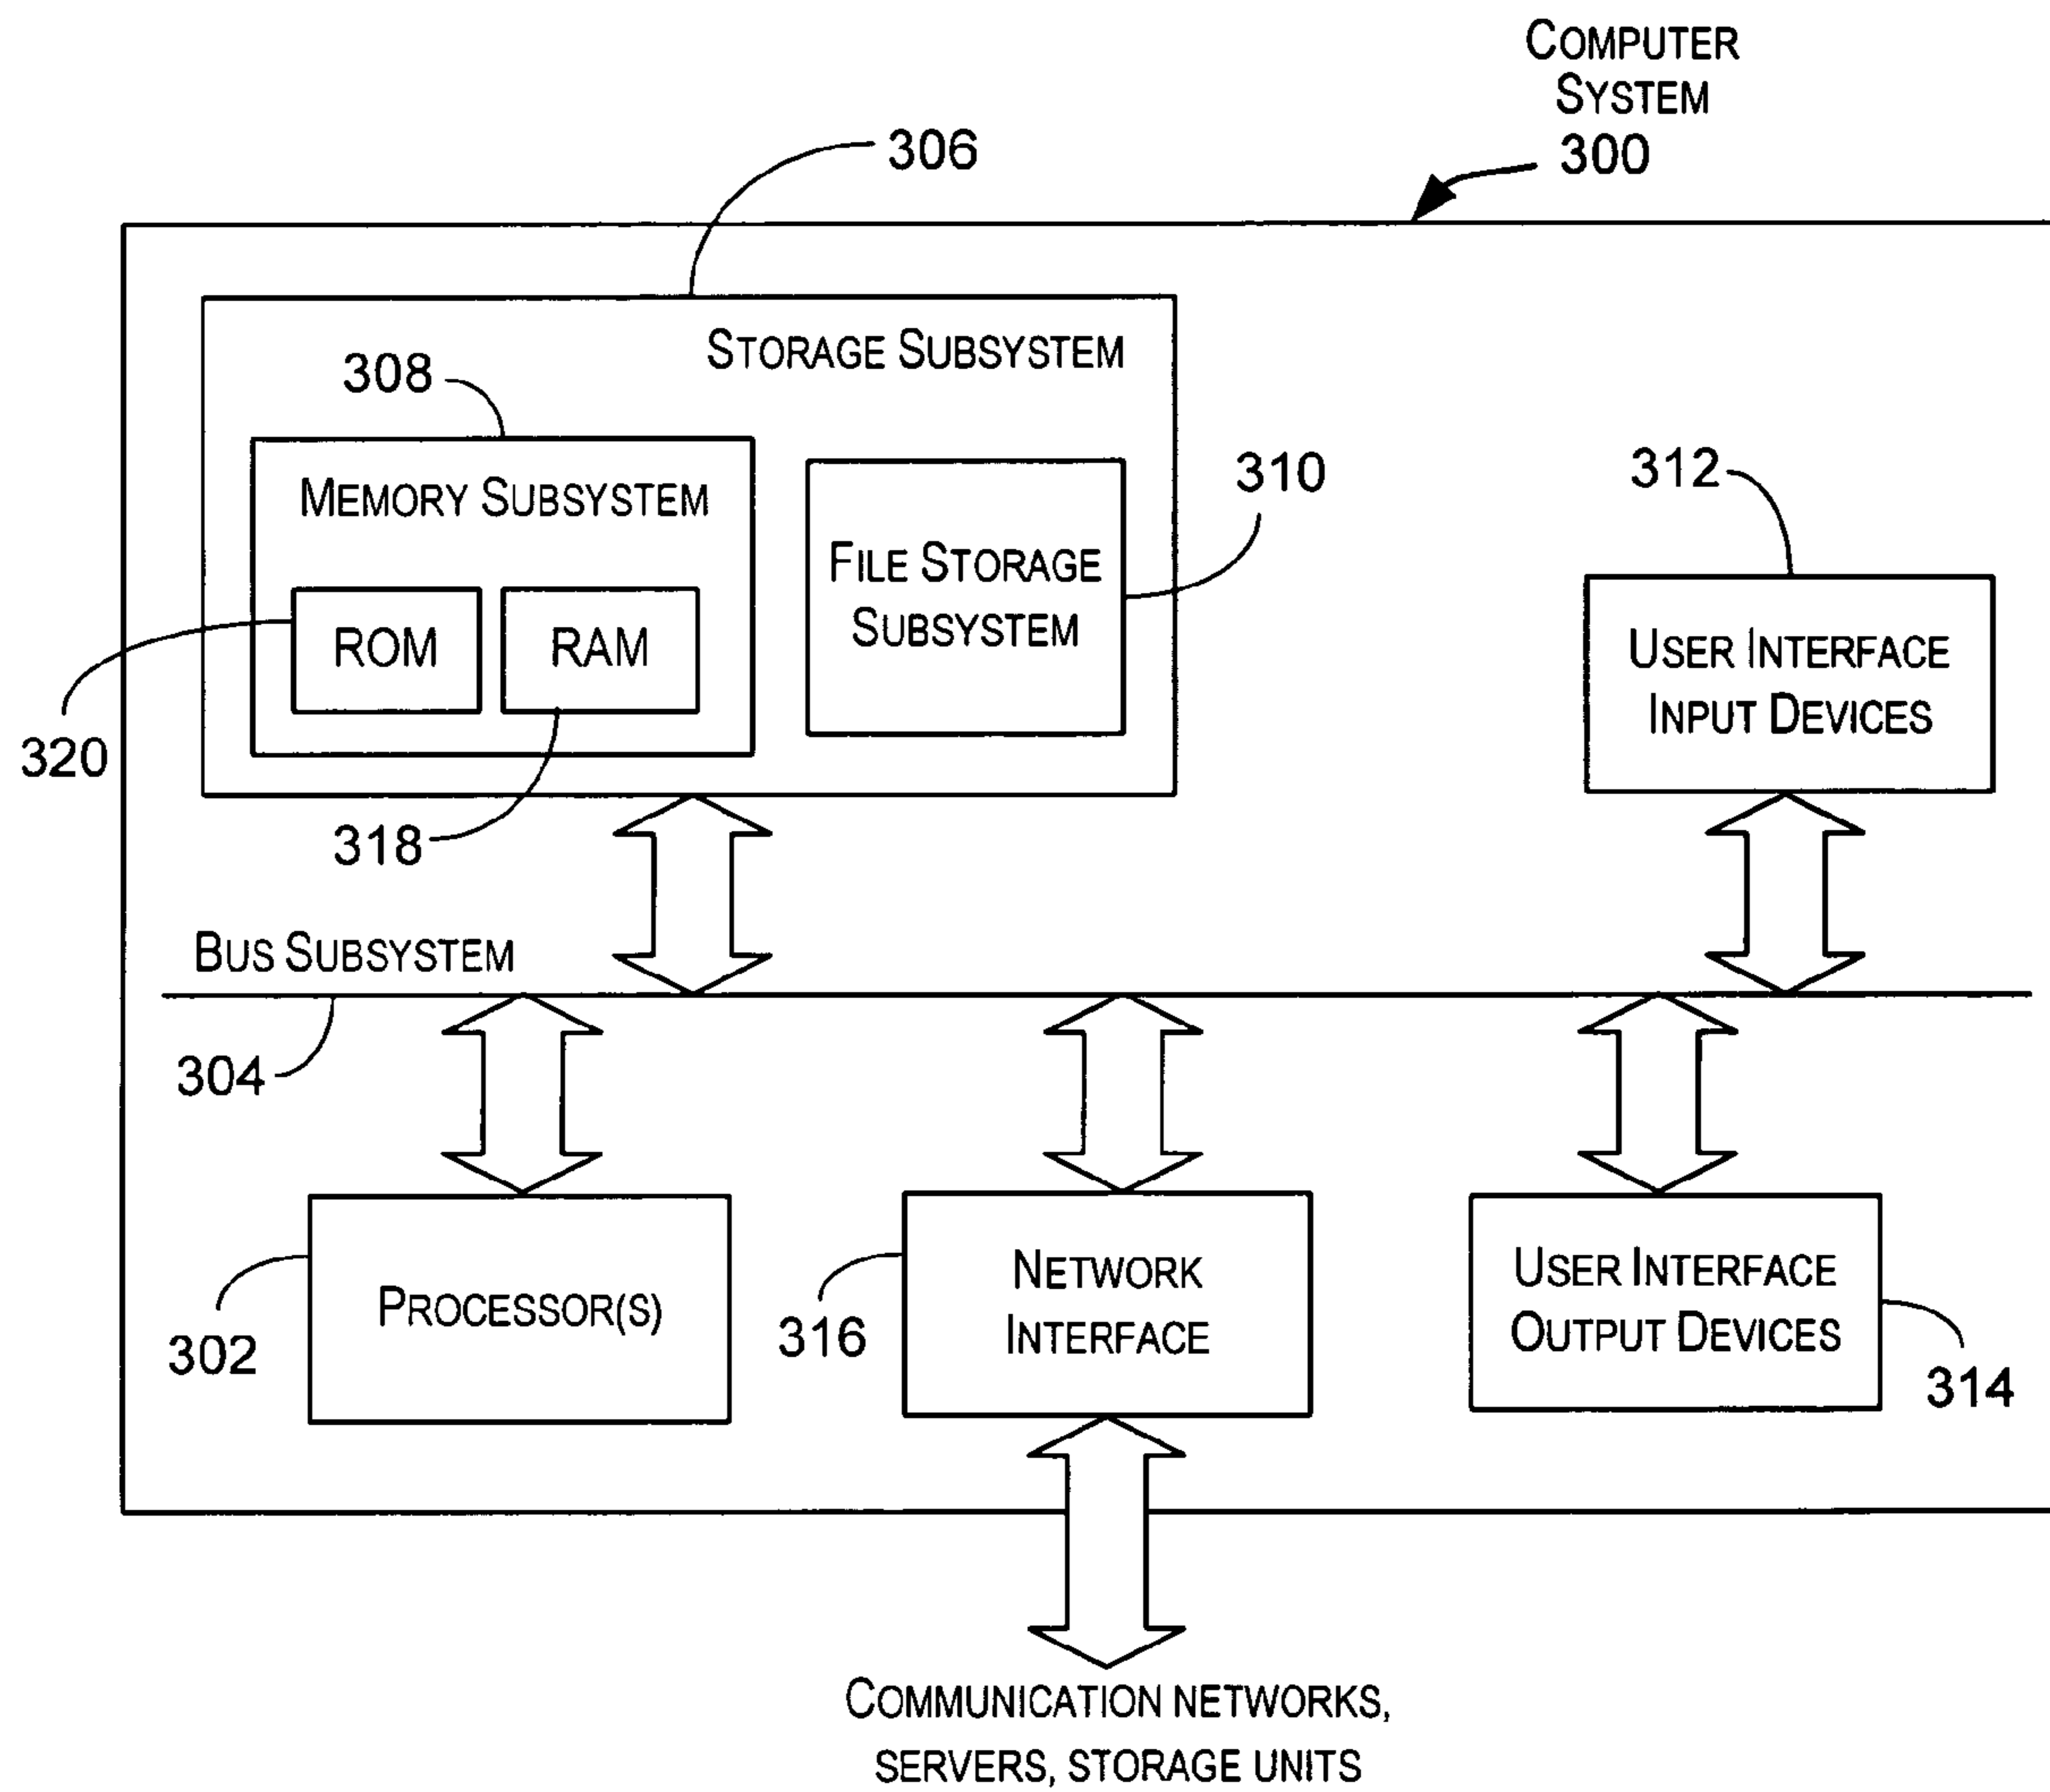 COMPUTER
SYSTEM
300
306
STORAGE SUBSYSTEM
308
MEMORY SUBSYSTEM
310
312
FILE STORAGE
SUBSYSTEM
ROM
RAM
USER INTERFACE
INPUT DEVICES
320
318
BUS SUBSYSTEM
304
PROCESSOR(S)
302
NETWORK
INTERFACE
316
USER INTERFACE
OUTPUT DEVICES
314
COMMUNICATION NETWORKS,
SERVERS, STORAGE UNITS